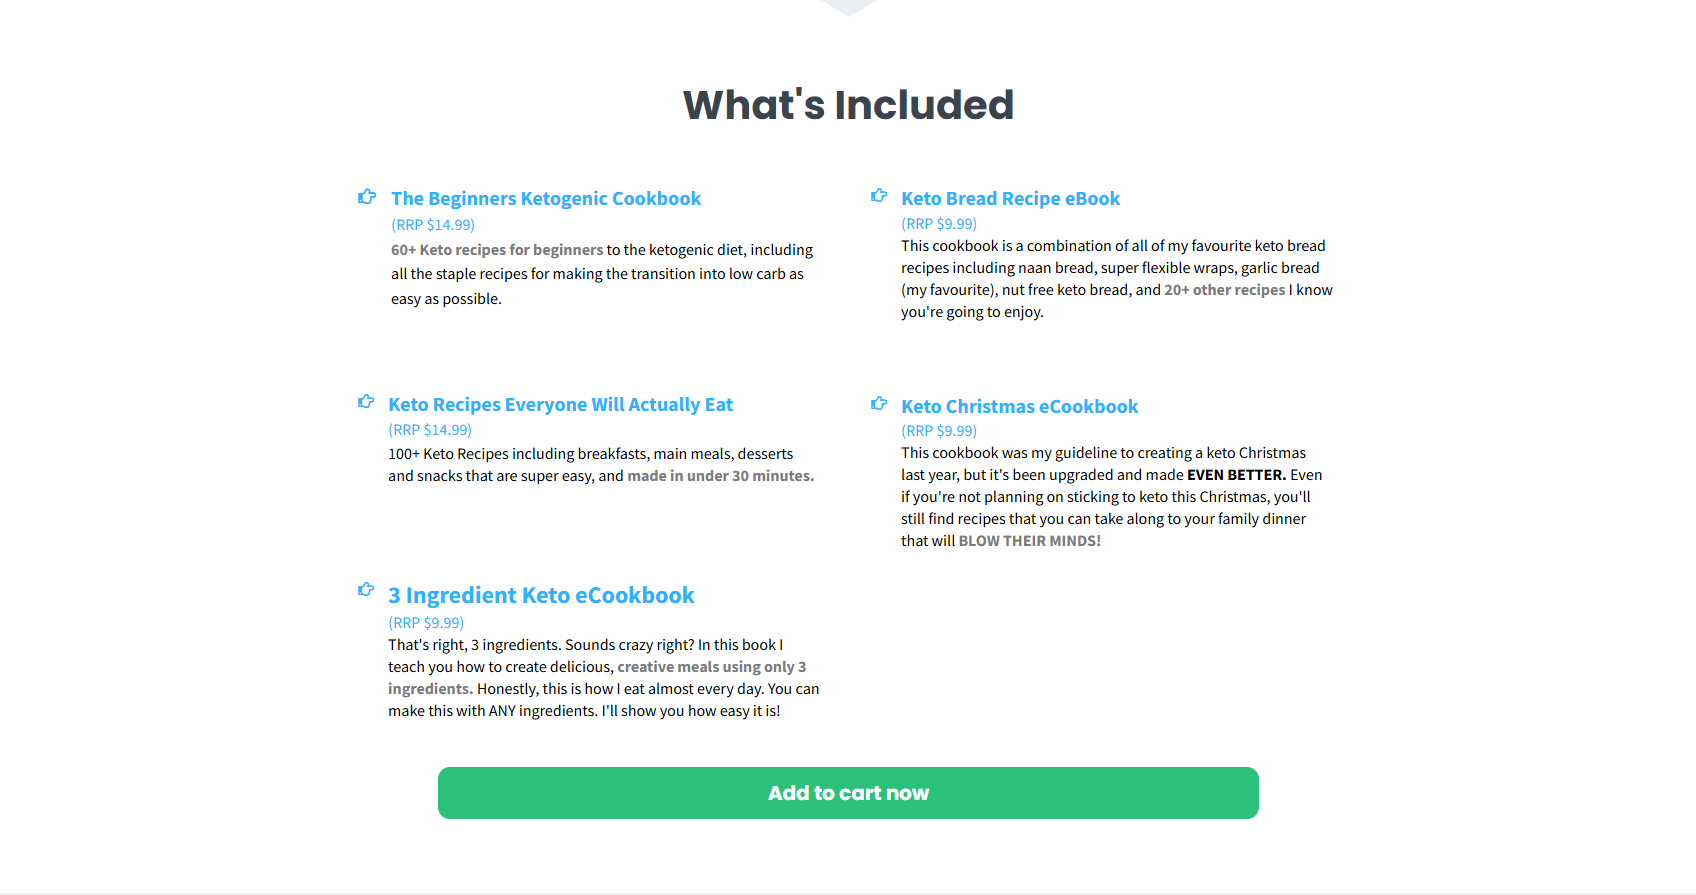 What's Included
The Beginners Ketogenic Cookbook
(RRP $14.99)
60+ Keto recipes for beginners to the ketogenic diet, including
all the staple recipes for making the transition into low carb as
easy as possible.
Keto Bread Recipe eBook
(RRP $9.99)
This cookbook is a combination of all of my favourite keto bread
recipes including naan bread, super flexible wraps, garlic bread
(my favourite), nut free keto bread, and 20+ other recipes I know
you're going to enjoy.
Keto Recipes Everyone Will Actually Eat
(RRP $14.99)
100+ Keto Recipes including breakfasts, main meals, desserts
and snacks that are super easy, and made in under 30 minutes.
Keto Christmas eCookbook
(RRP $9.99)
This cookbook was my guideline to creating a keto Christmas
last year, but it's been upgraded and made EVEN BETTER. Even
if you're not planning on sticking to keto this Christmas, you'll
still find recipes that you can take along to your family dinner
that will BLOW THEIR MINDS!
3 Ingredient Keto eCookbook
(RRP $9.99)
That's right, 3 ingredients. Sounds crazy right? In this book I
teach you how to create delicious, creative meals using only 3
ingredients. Honestly, this is how I eat almost every day. You can
make this with ANY ingredients. I'll show you how easy it is!
Add to cart now